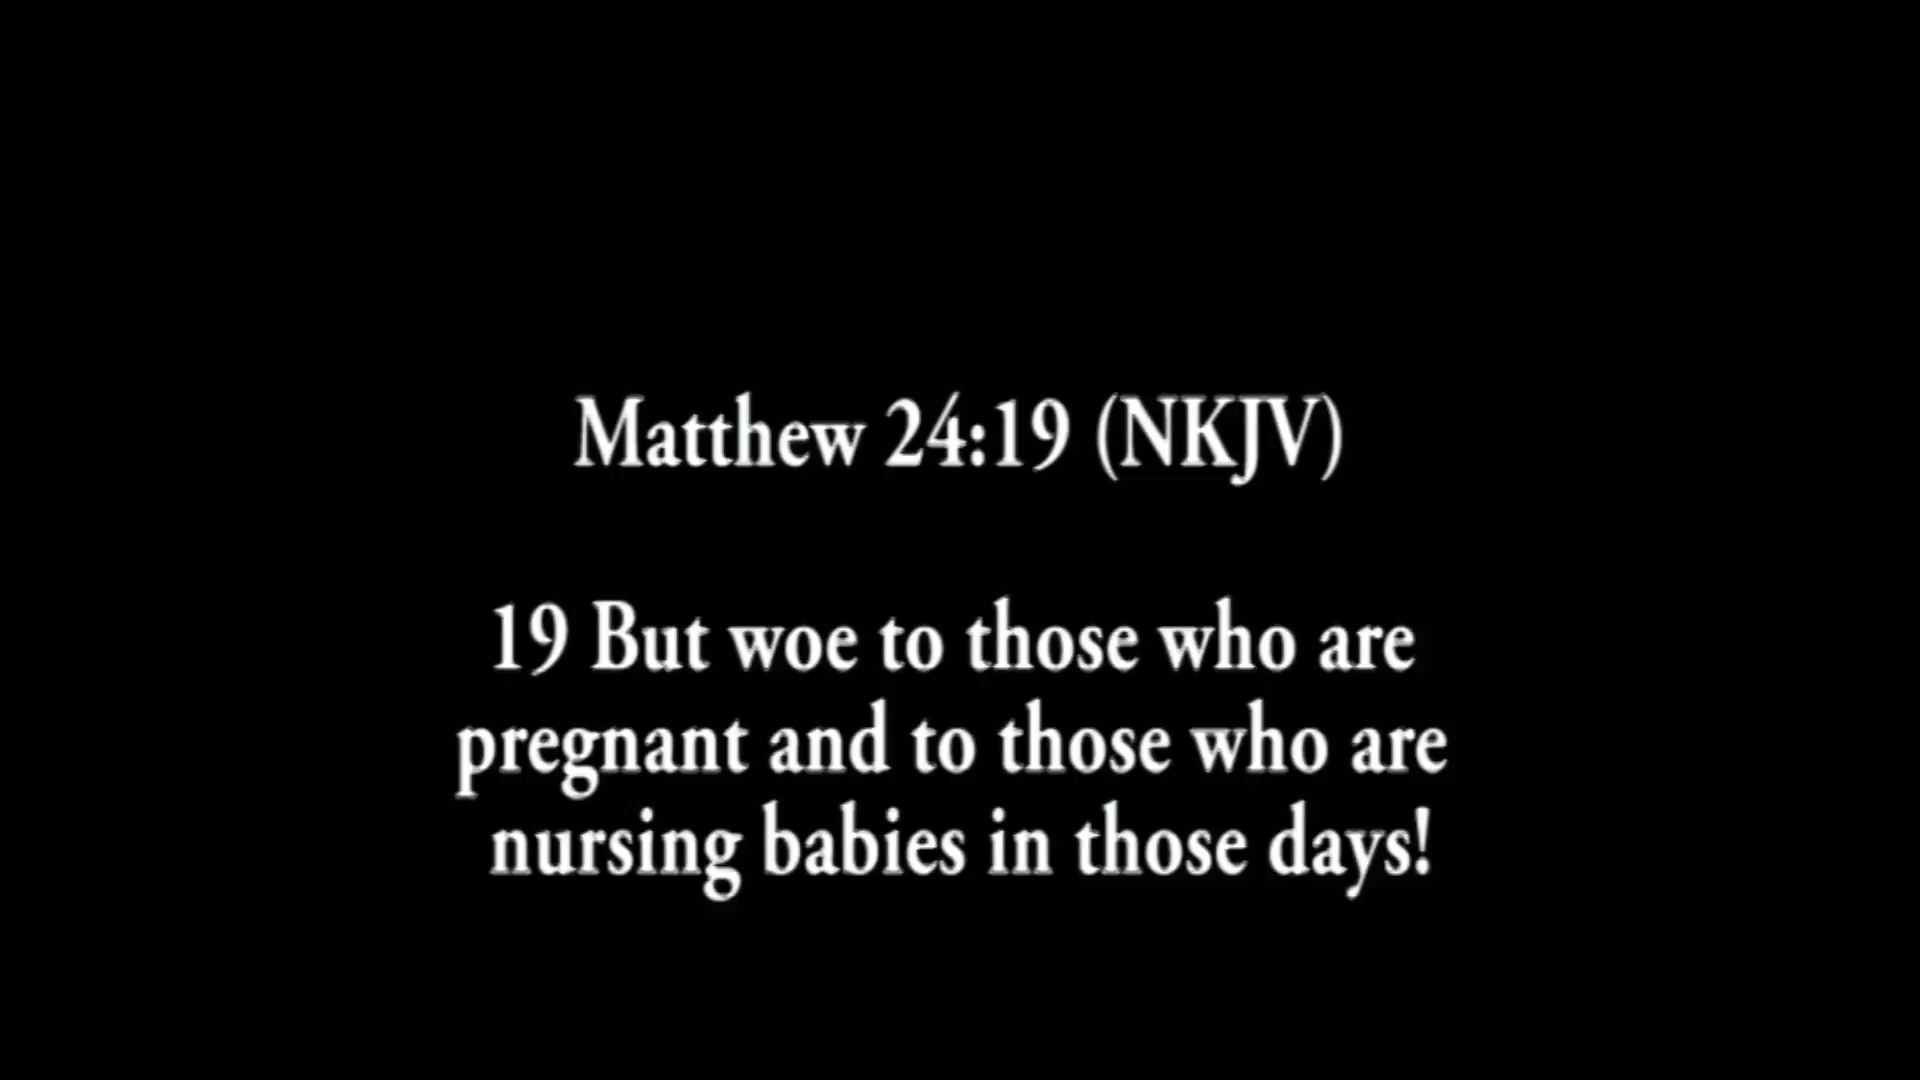 Matthew 24:19 (NKJV)
19 But woe to those who are
pregnant and to those who are
nursing babies in those days!